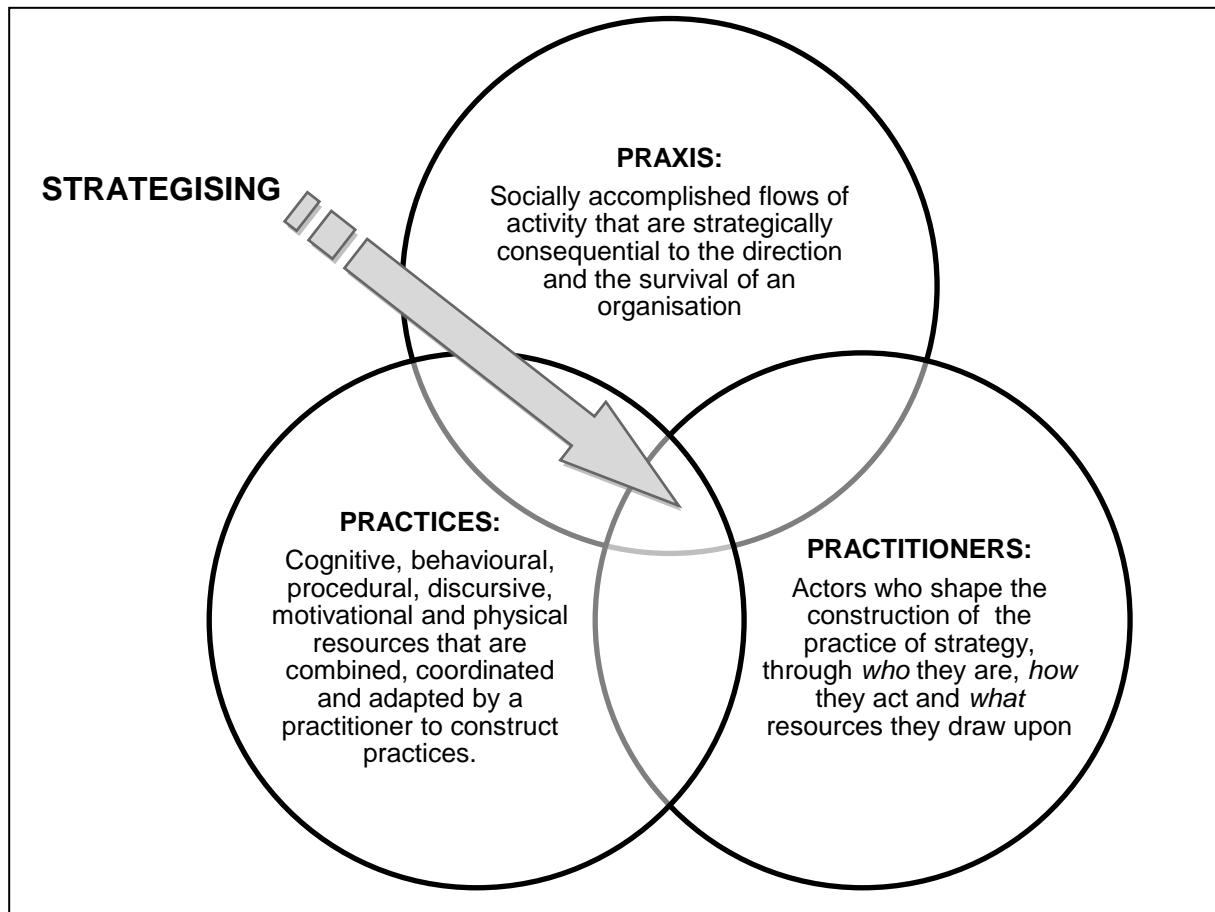 STRATEGISING
PRAXIS:
Socially accomplished flows of
activity that are strategically
consequential to the direction
and the survival of an
organisation
PRACTICES:
Cognitive, behavioural,
procedural, discursive,
motivational and physical
resources that are
combined, coordinated
and adapted by a
practitioner to construct
practices.
PRACTITIONERS:
Actors who shape the
construction of the
practice of strategy,
through who they are, how
they act and what
resources they draw upon